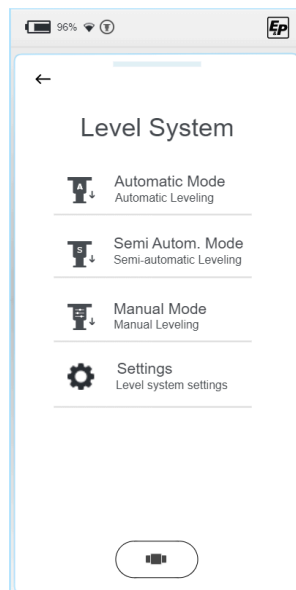 96% T
EP
Level System
A
Automatic Mode
Automatic Leveling
S
Semi Autom. Mode
Semi-automatic Leveling
Manual Mode
Manual Leveling
Settings
Level system settings